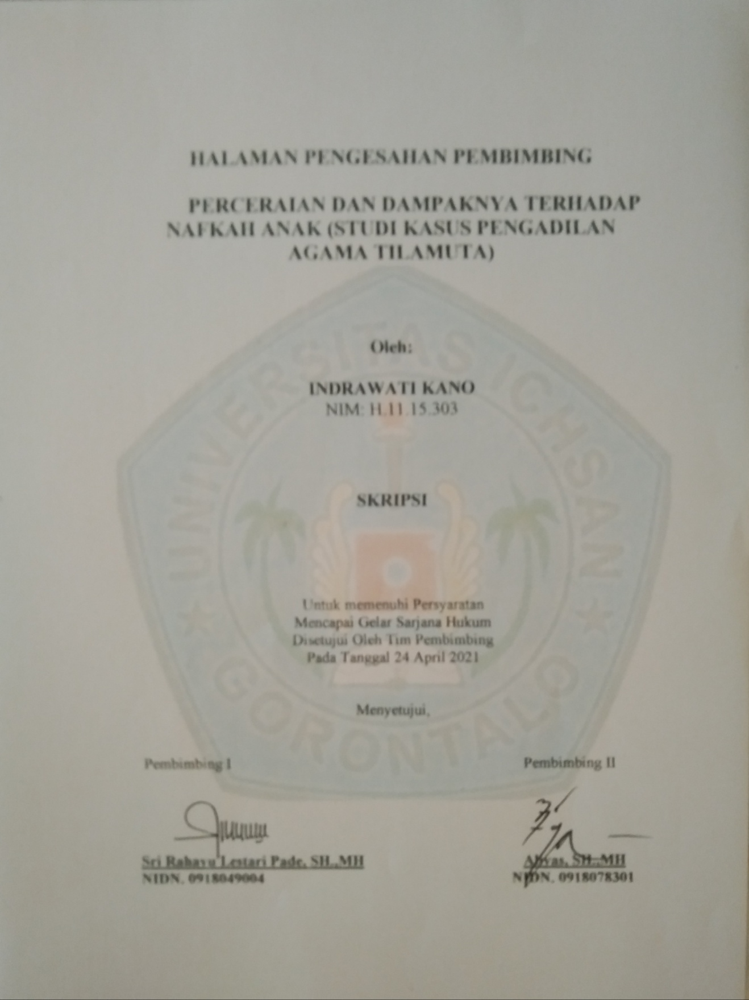 HALAMAN PENGESAHAN PEMBIMBING
PERCERAIAN DAN DAMPAKNYA TERHADAP
NAFKAH ANAK (STUDI KASUS PENGADILAN
AGAMA TILAMUTA)
UNIVERSITAS ICHSAN
GORONTALO
Oleh:
INDRAWATI KANO
NIM: H.11.15.303
SKRIPSI
Untuk memenuhi Persyaratan
Mencapai Gelar Sarjana Hukum
Disetujui Oleh Tim Pembimbing
Pada Tanggal 24 April 2021
Menyetujui,
Pembimbing I
Pembimbing II
Sri Rahayu Lestari Pade, SH.,MH
NIDN. 0918049004
SH.,MH
NIDN. 0918078301